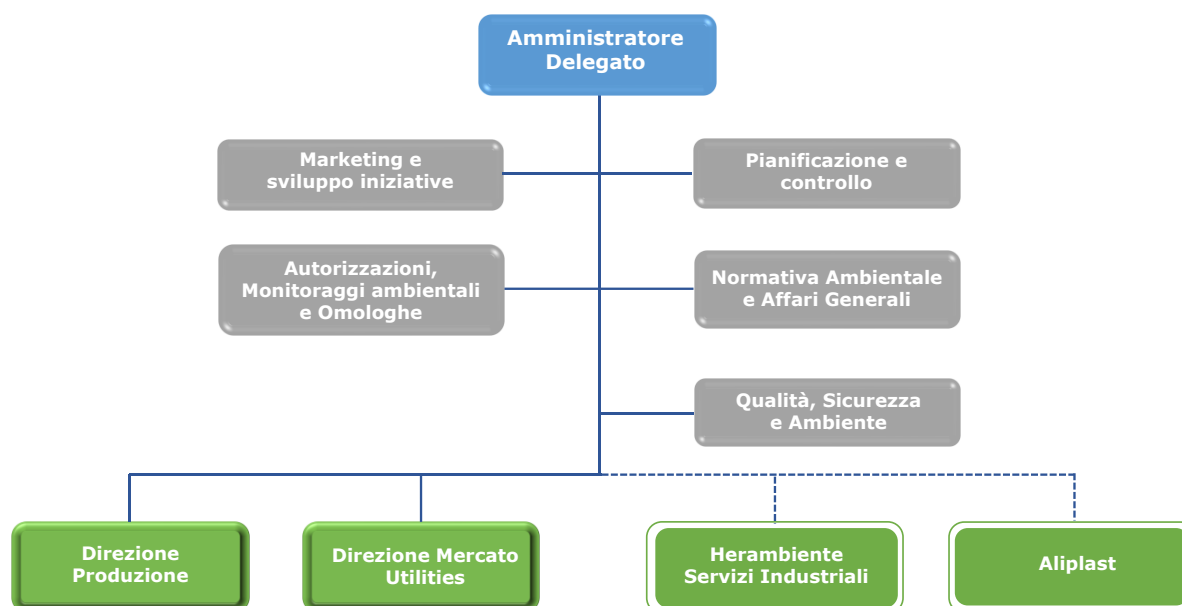 Amministratore
Delegato
Marketing e
sviluppo iniziative
Pianificazione e
controllo
Autorizzazioni,
Monitoraggi ambientali
e Omologhe
Normativa Ambientale
e Affari Generali
Qualità, Sicurezza
e Ambiente
Direzione
Produzione
Direzione Mercato
Utilities
Herambiente
Servizi Industriali
Aliplast